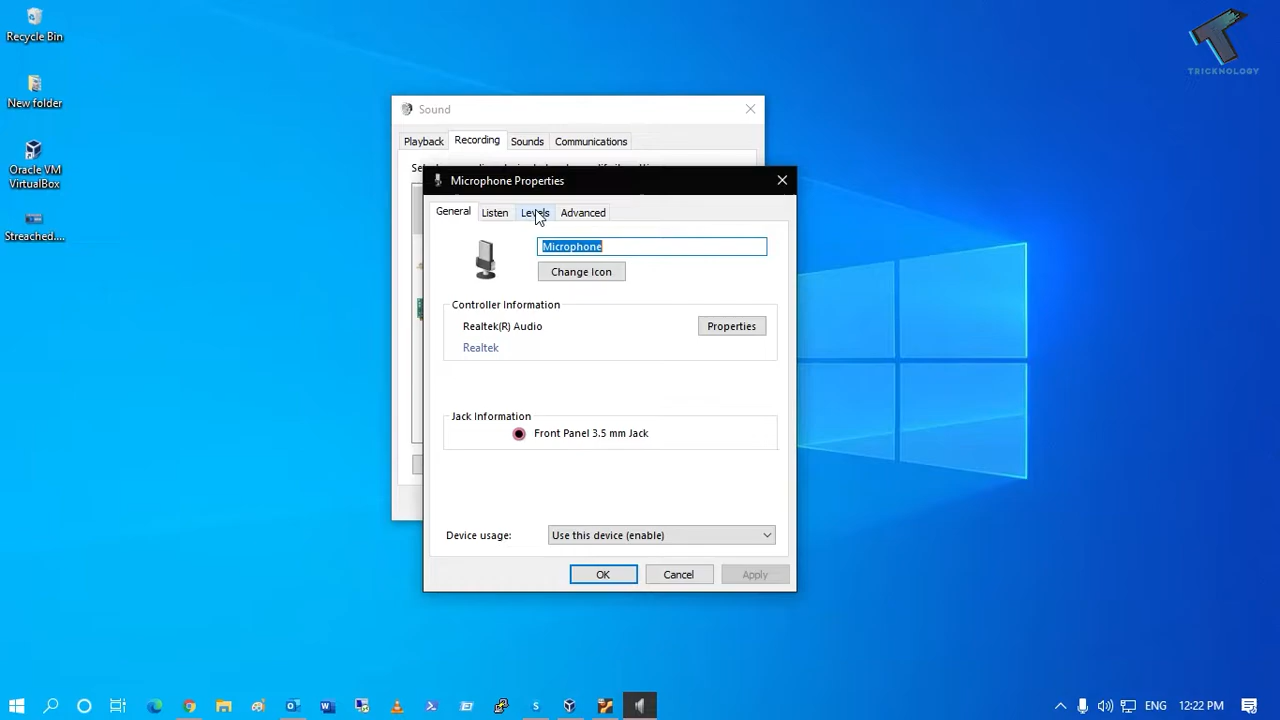 Recycle Bin
New folder
Oracle VM
VirtualBox
Streached....
TRICKNOLOGY
Sound
Playback
Recording
Sounds
Communications
Microphone Properties
General
Listen
Levels
Advanced
Microphone
Change Icon
Controller Information
Realtek(R) Audio
Properties
Realtek
Jack Information
Front Panel 3.5 mm Jack
Device usage:
Use this device (enable)
OK
Cancel
Apply
ENG
12:22 PM